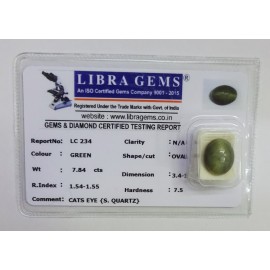 LIBRA GEMS®
An ISO Certified Gems Company 9001 - 2015
Registered Under the Trade Marks with Govt. of India
website : www.libragems.co.in
GEMS & DIAMOND CERTIFIED TESTING REPORT
ReportNo: LC 234 Clarity : N/A
Colour : GREEN Shape/cut : OVAL
Wt : 7.84 cts Dimension : 3.4-
R.Index : 1.54-1.55 Hardness : 7.5
Comment : CATS EYE (S. QUARTZ)